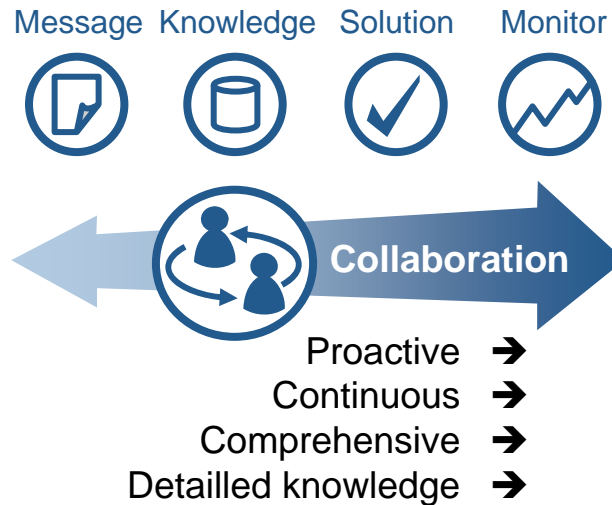 Message Knowledge Solution Monitor
Collaboration
Proactive ➔
Continuous ➔
Comprehensive ➔
Detailled knowledge ➔